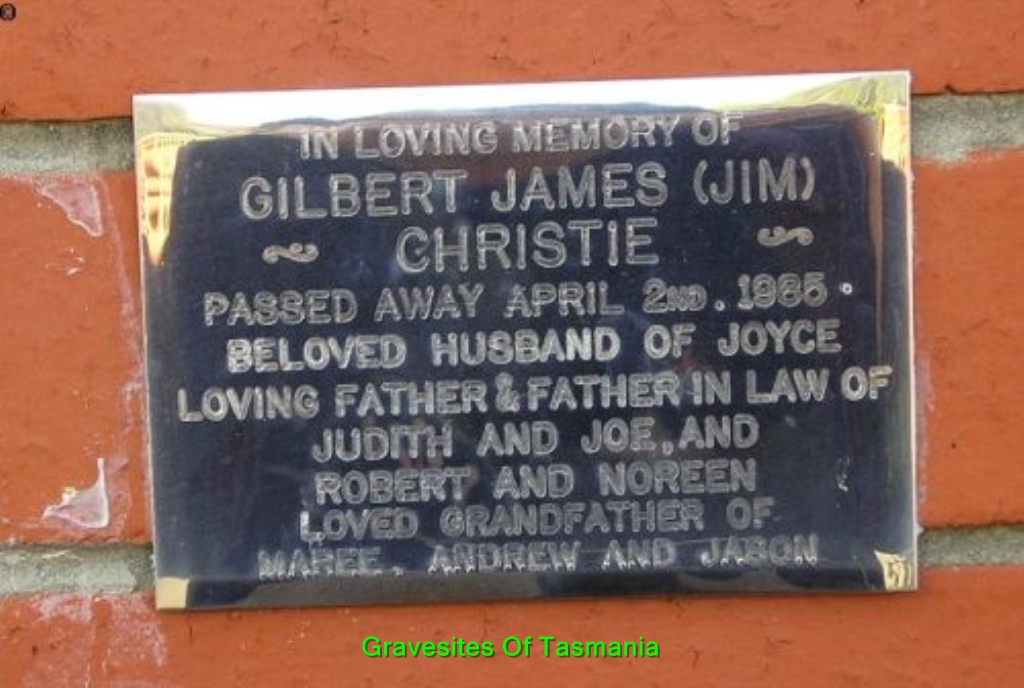 IN LOVING MEMORY OF
GILBERT JAMES (JIM)
CHRISTIE
PASSED AWAY APRIL 2ND. 1985.
BELOVED HUSBAND OF JOYCE
LOVING FATHER & FATHER IN LAW OF
JUDITH AND JOE, AND
ROBERT AND NOREEN
LOVED GRANDFATHER OF
MAREE, ANDREW AND JASON
Gravesites Of Tasmania